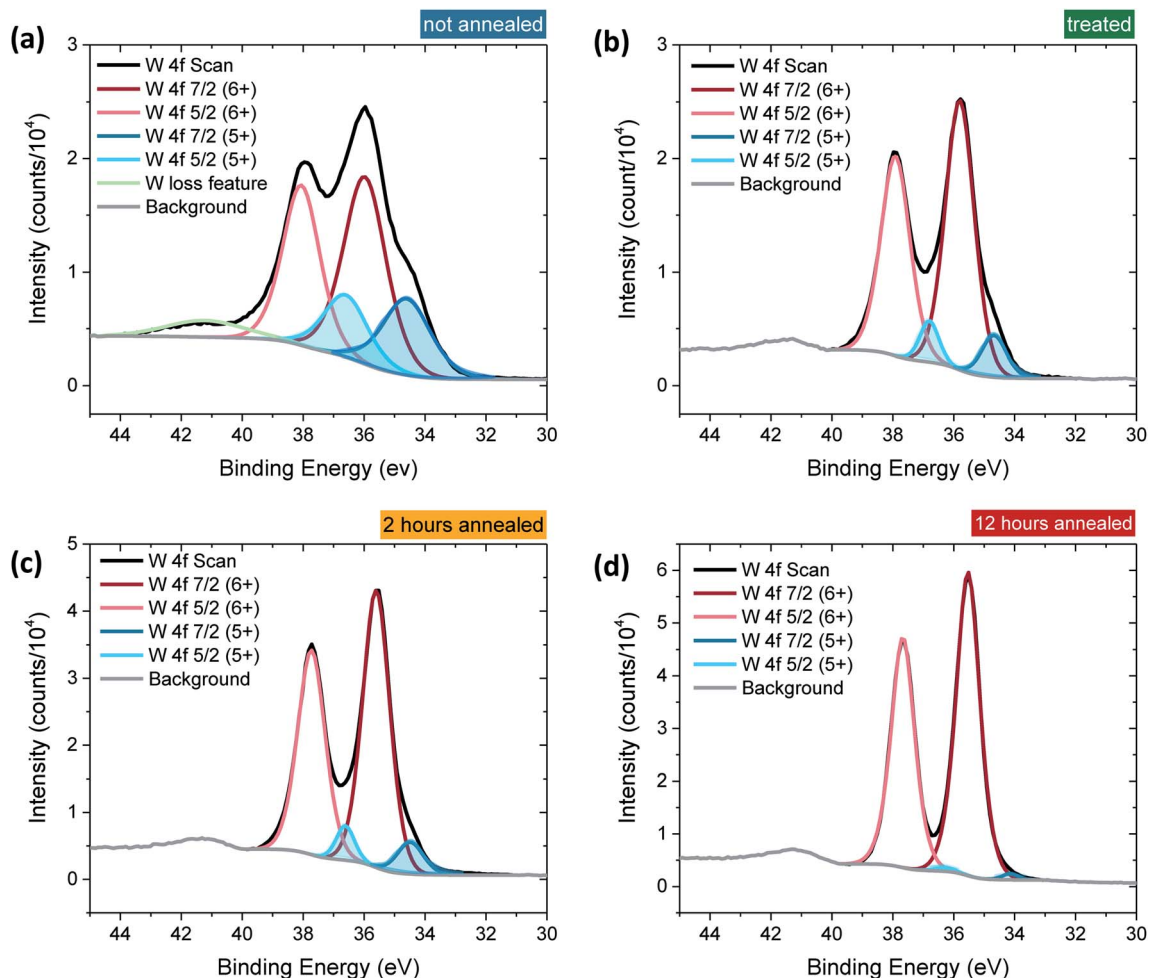 not annealed
(a)
3
2
1
0
Intensity (counts/10⁴)
W 4f Scan
W 4f 7/2 (6+)
W 4f 5/2 (6+)
W 4f 7/2 (5+)
W 4f 5/2 (5+)
W loss feature
Background
44 42 40 38 36 34 32 30
Binding Energy (ev)
treated
(b)
3
2
1
0
Intensity (count/10⁴)
W 4f Scan
W 4f 7/2 (6+)
W 4f 5/2 (6+)
W 4f 7/2 (5+)
W 4f 5/2 (5+)
Background
44 42 40 38 36 34 32 30
Binding Energy (eV)
2 hours annealed
(c)
5
4
3
2
1
0
Intensity (counts/10⁴)
W 4f Scan
W 4f 7/2 (6+)
W 4f 5/2 (6+)
W 4f 7/2 (5+)
W 4f 5/2 (5+)
Background
44 42 40 38 36 34 32 30
Binding Energy (eV)
12 hours annealed
(d)
6
5
4
3
2
1
0
Intensity (counts/10⁴)
W 4f Scan
W 4f 7/2 (6+)
W 4f 5/2 (6+)
W 4f 7/2 (5+)
W 4f 5/2 (5+)
Background
44 42 40 38 36 34 32 30
Binding Energy (eV)